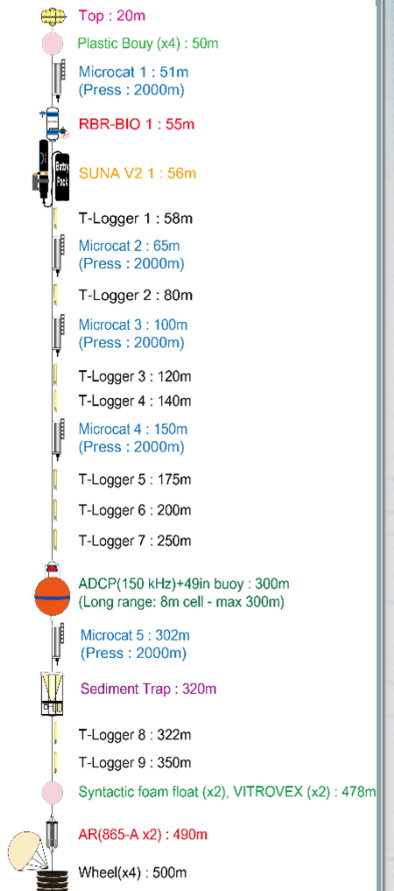 Top : 20m
Plastic Bouy (x4) : 50m
Microcat 1 : 51m
(Press : 2000m)
RBR-BIO 1 : 55m
Battry
Pack
SUNA V2 1 : 56m
T-Logger 1 : 58m
Microcat 2 : 65m
(Press : 2000m)
T-Logger 2 : 80m
Microcat 3 : 100m
(Press : 2000m)
T-Logger 3 : 120m
T-Logger 4 : 140m
Microcat 4 : 150m
(Press : 2000m)
T-Logger 5 : 175m
T-Logger 6 : 200m
T-Logger 7 : 250m
ADCP(150 kHz)+49in buoy : 300m
(Long range: 8m cell - max 300m)
Microcat 5 : 302m
(Press : 2000m)
Sediment Trap : 320m
T-Logger 8 : 322m
T-Logger 9 : 350m
Syntactic foam float (x2), VITROVEX (x2) : 478m
AR(865-A x2) : 490m
Wheel(x4) : 500m